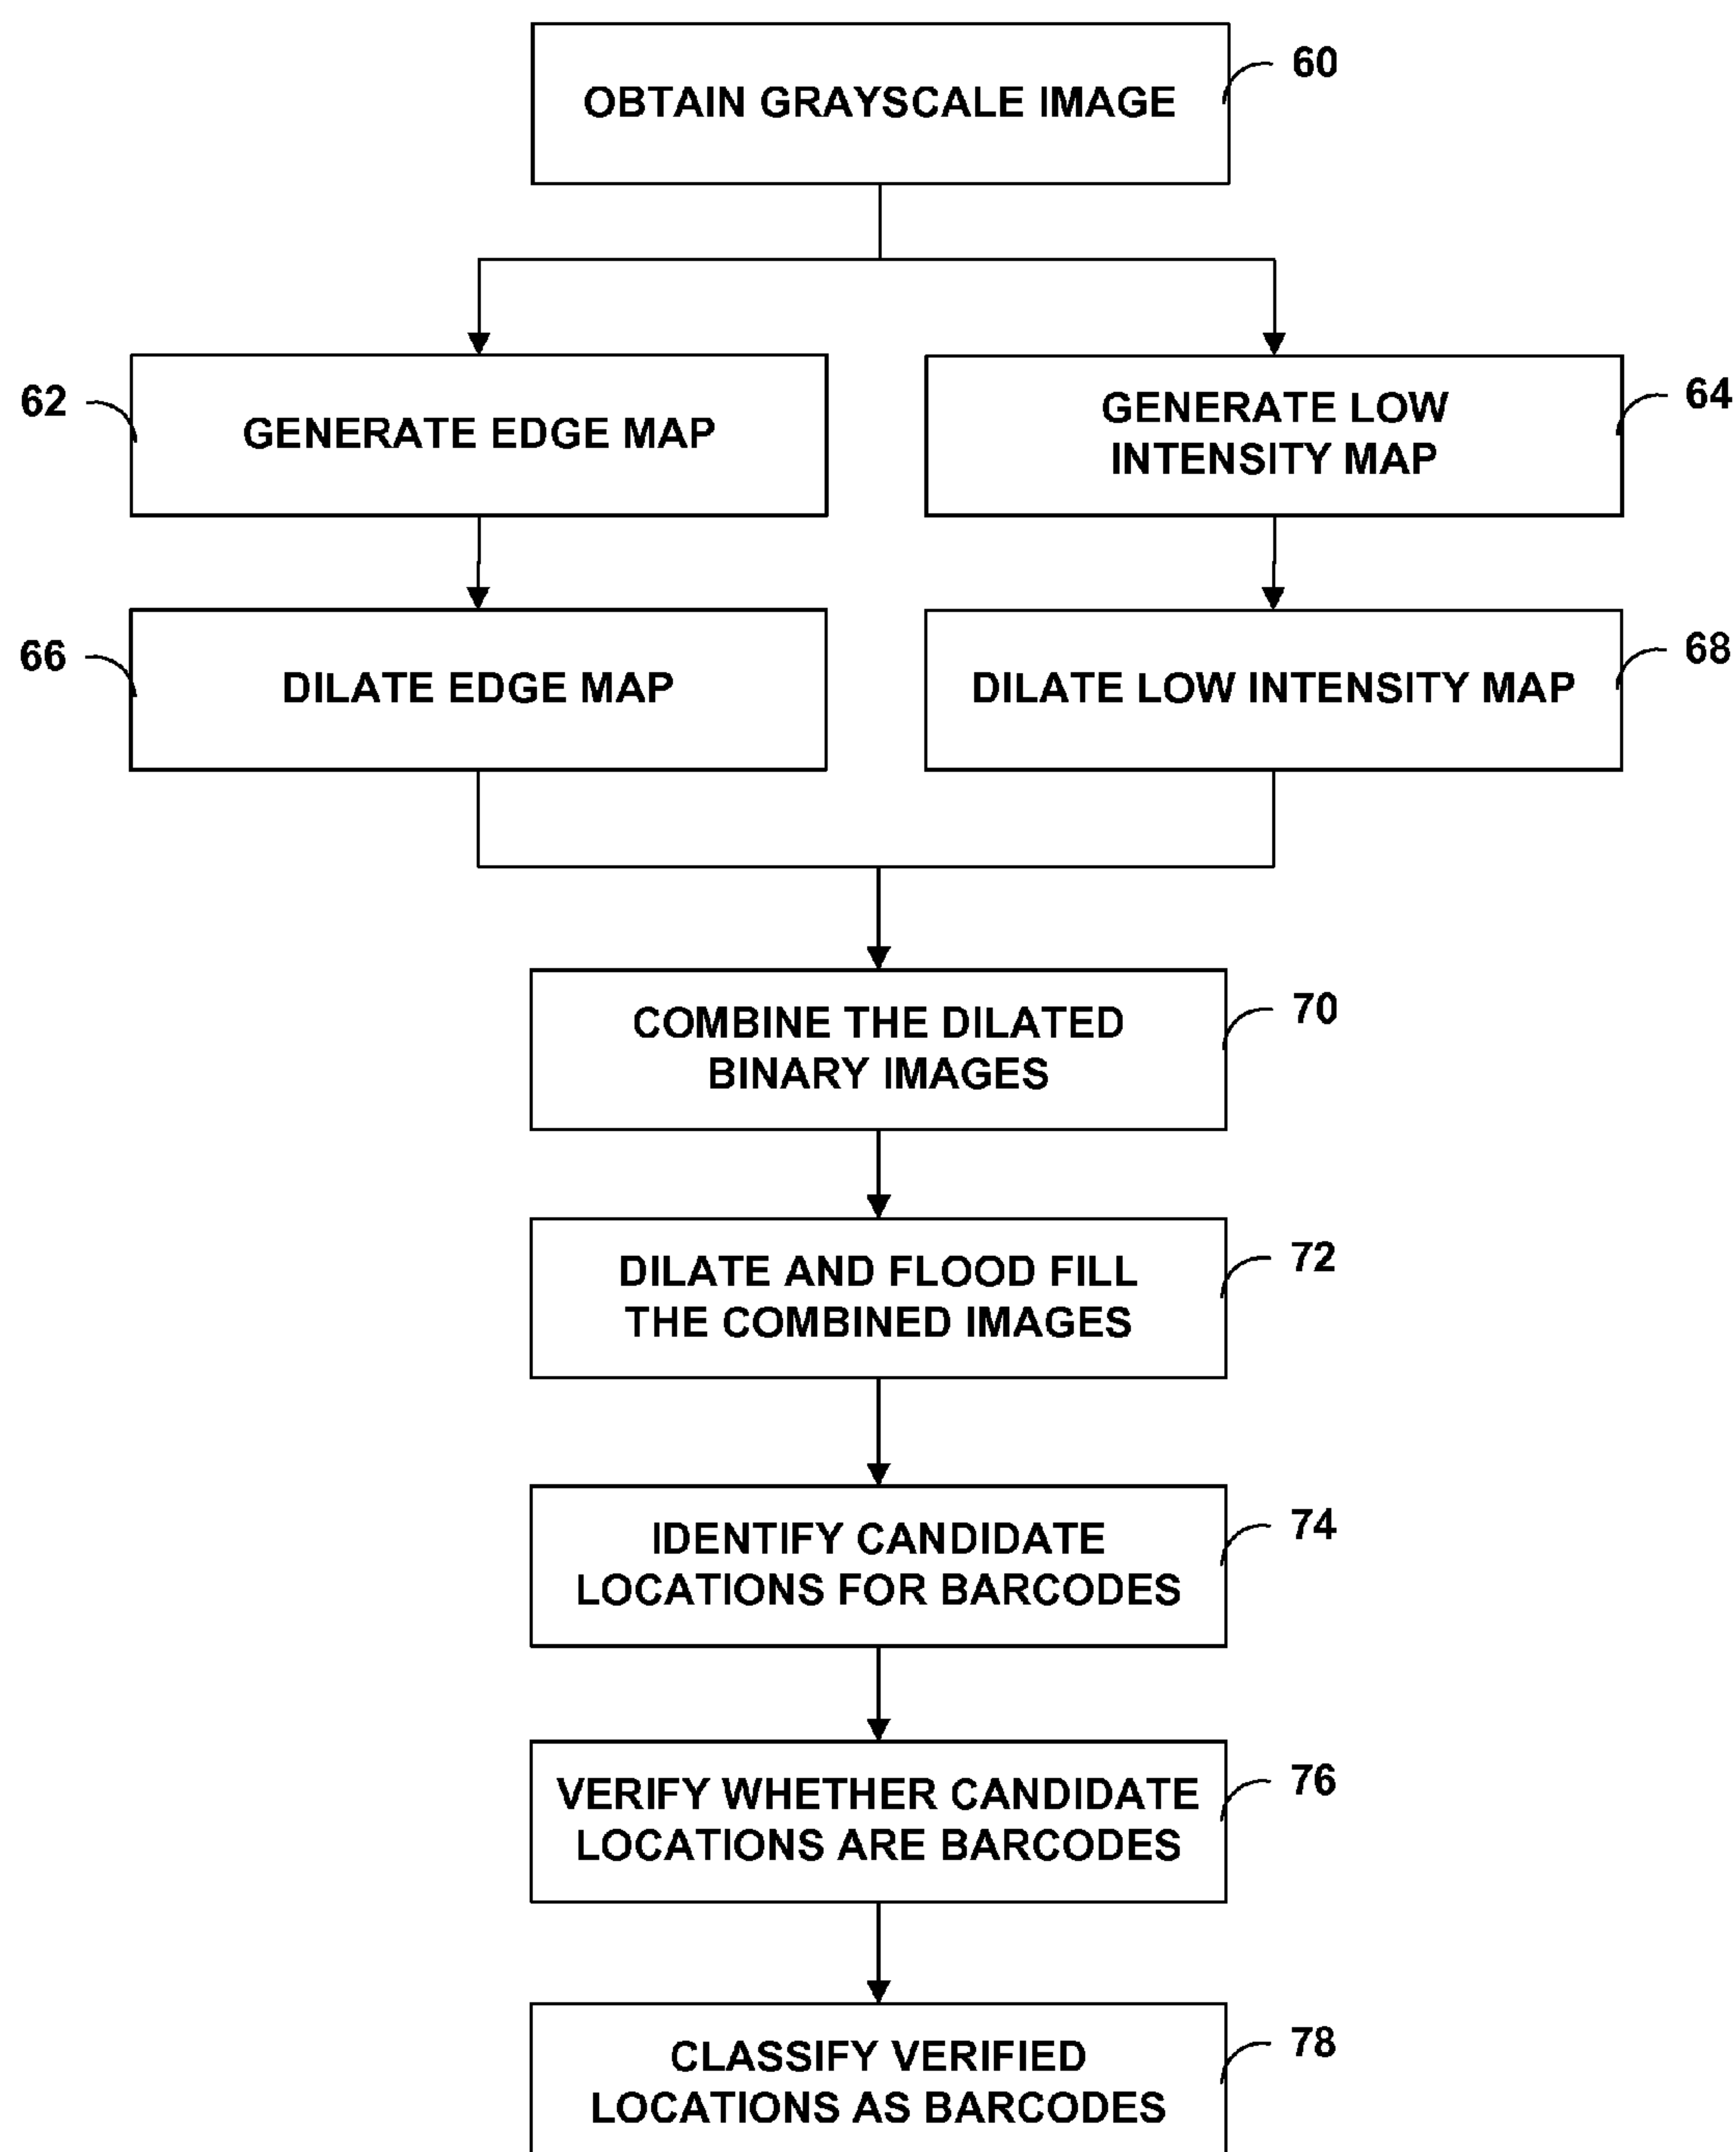 OBTAIN GRAYSCALE IMAGE
60
62
GENERATE EDGE MAP
GENERATE LOW
INTENSITY MAP
64
66
DILATE EDGE MAP
DILATE LOW INTENSITY MAP
68
COMBINE THE DILATED
BINARY IMAGES
70
DILATE AND FLOOD FILL
THE COMBINED IMAGES
72
IDENTIFY CANDIDATE
LOCATIONS FOR BARCODES
74
VERIFY WHETHER CANDIDATE
LOCATIONS ARE BARCODES
76
CLASSIFY VERIFIED
LOCATIONS AS BARCODES
78